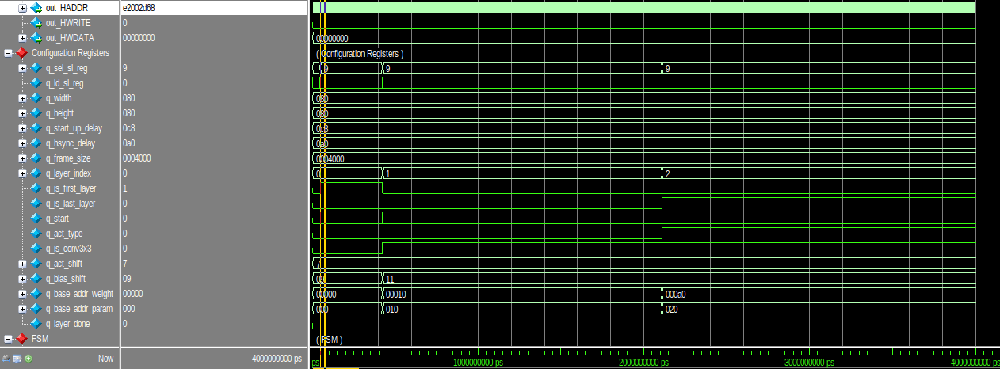 out_HADDR e2002d68
out_HWRITE 0
out_HWDATA 00000000 00000000
Configuration Registers ( Configuration Registers )
q_sel_sl_reg 9 9 9 9
q_ld_sl_reg 0
q_width 080 080
q_height 080 080
q_start_up_delay 0c8 0c8
q_hsync_delay 0a0 0a0
q_frame_size 0004000 0004000
q_layer_index 0 0 1 2
q_is_first_layer 1
q_is_last_layer 0
q_start 0
q_act_type 0
q_is_conv3x3 0
q_act_shift 7 7
q_bias_shift 09 09 11
q_base_addr_weight 00000 00000 00010 000a0
q_base_addr_param 000 000 010 020
q_layer_done 0
FSM ( FSM )
Now 4000000000 ps ps 1000000000 ps 2000000000 ps 3000000000 ps 4000000000 ps